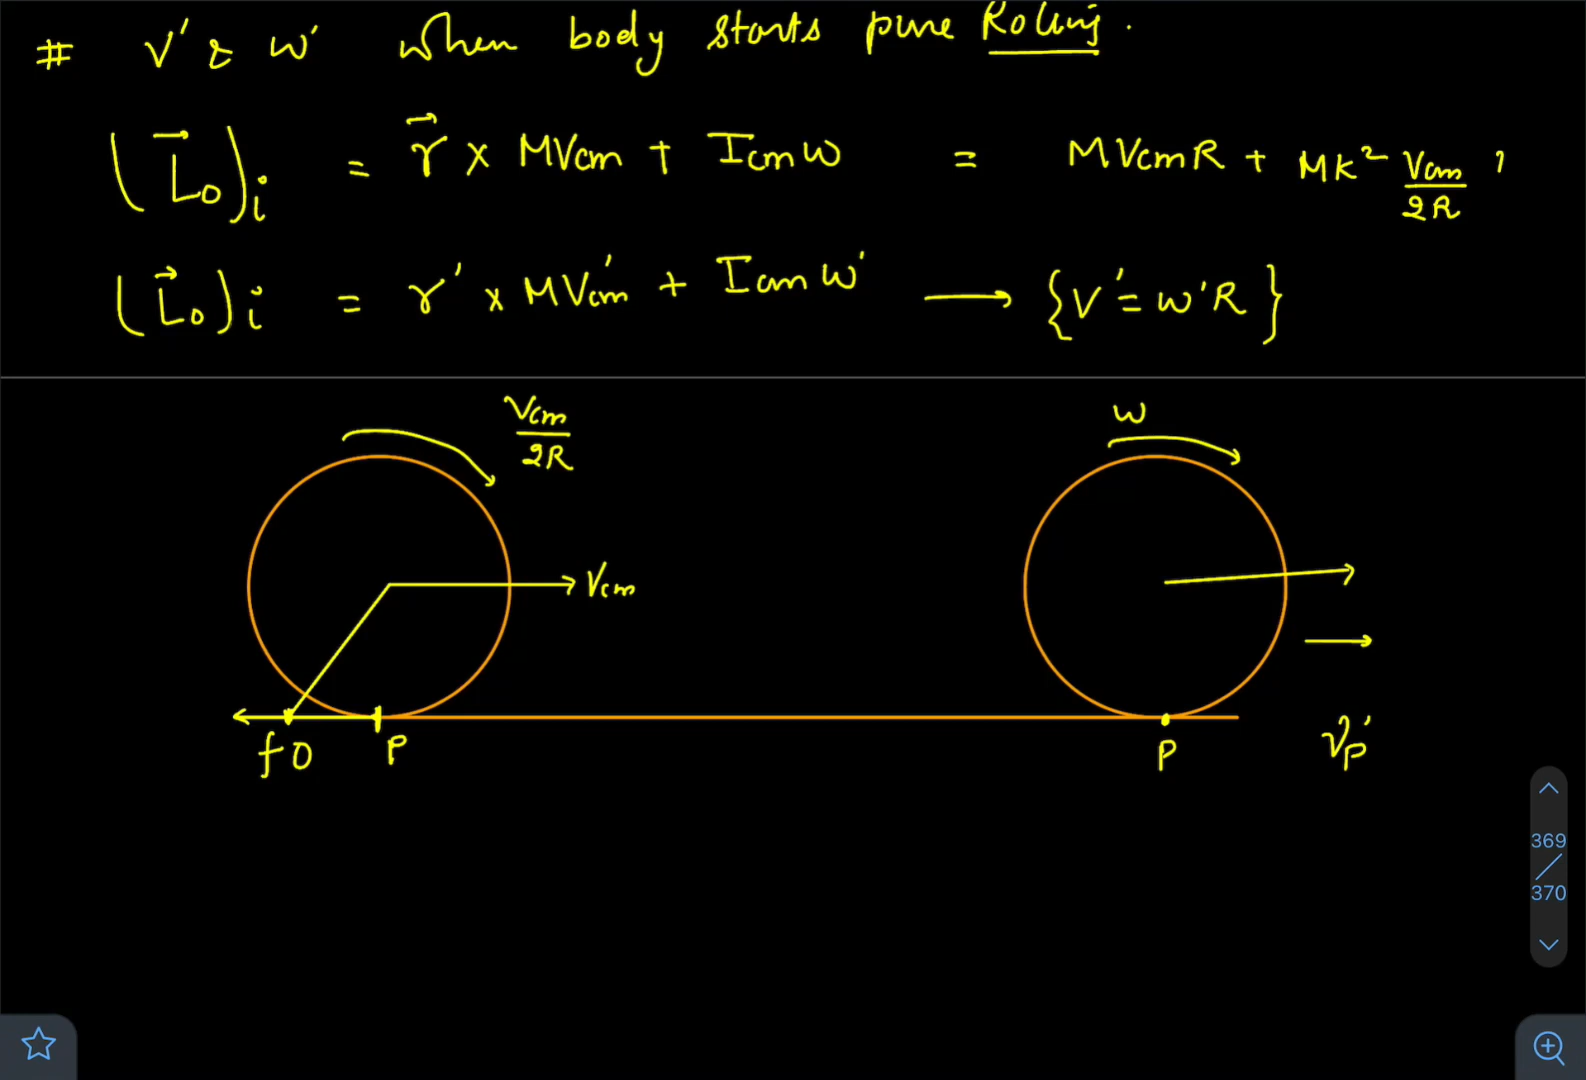 # V' & w' when body starts pure Rolling.
(L⃗o)i = r⃗ × MVcm + Icm w = MVcmR + MK² Vcm/2R ,
(L⃗o)i = r' × MV'cm + Icm w' → {V' = w'R}
Vcm/2R
w
Vcm
f O P
P
Vp'
369
370